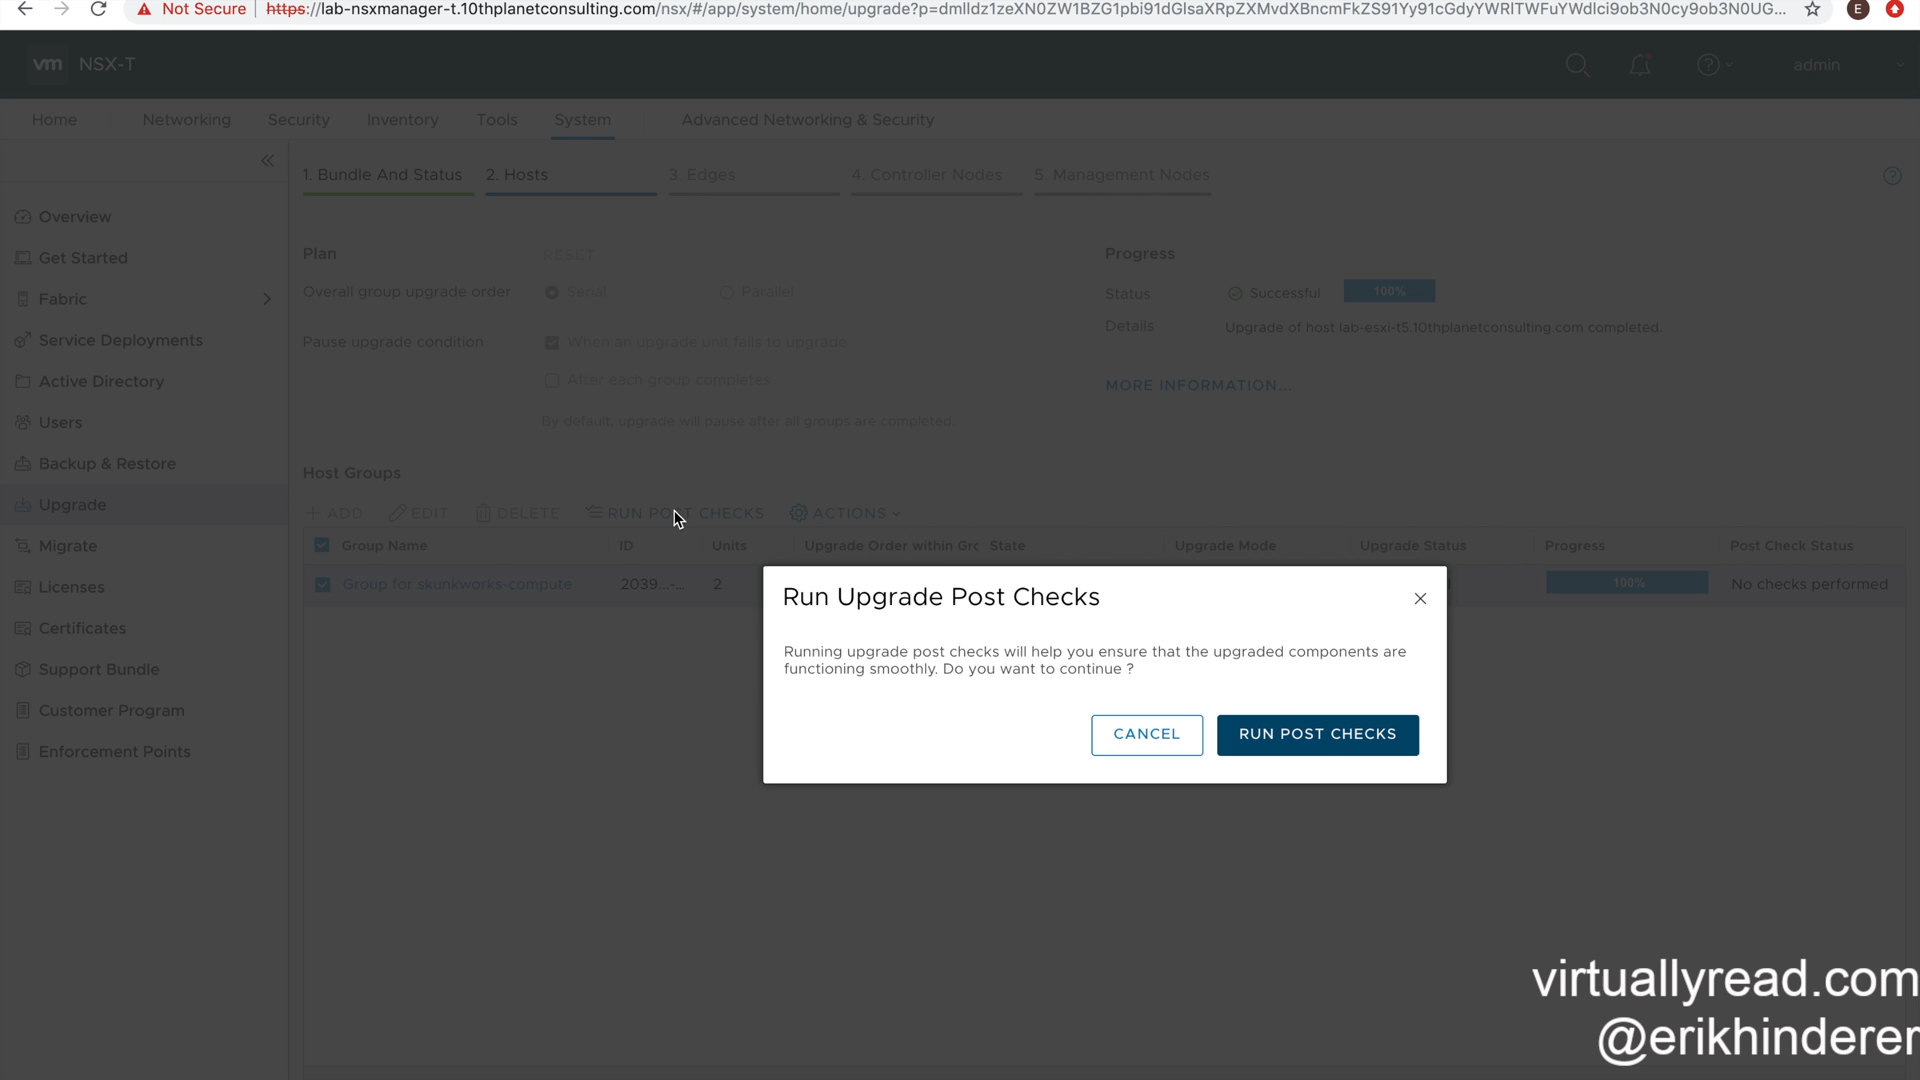 Not Secure
https://lab-nsxmanager-t.10thplanetconsulting.com/nsx/#/app/system/home/upgrade?p=dmlldz1zeXN0ZW1BZG1pbi91dGlsaXRpZXMvdXBncmFkZS91Yy91cGdyYWRlTWFuYWdlci9ob3N0cy9ob3N0UG...
E
vm NSX-T
admin
Home
Networking
Security
Inventory
Tools
System
Advanced Networking & Security
1. Bundle And Status
2. Hosts
3. Edges
4. Controller Nodes
5. Management Nodes
Overview
Get Started
Fabric
Service Deployments
Active Directory
Users
Backup & Restore
Upgrade
Migrate
Licenses
Certificates
Support Bundle
Customer Program
Enforcement Points
Plan
RESET
Overall group upgrade order
Serial
Parallel
Pause upgrade condition
When an upgrade unit fails to upgrade
After each group completes
By default, upgrade will pause after all groups are completed.
Progress
Status
Successful
100%
Details
Upgrade of host lab-esxi-t5.10thplanetconsulting.com completed.
MORE INFORMATION...
Host Groups
+ ADD
EDIT
DELETE
RUN POST CHECKS
ACTIONS
Group Name
ID
Units
Upgrade Order within Grc
State
Upgrade Mode
Upgrade Status
Progress
Post Check Status
Group for skunkworks-compute
2039...-...
2
100%
No checks performed
Run Upgrade Post Checks
Running upgrade post checks will help you ensure that the upgraded components are
functioning smoothly. Do you want to continue ?
CANCEL
RUN POST CHECKS
virtuallyread.com
@erikhinderer